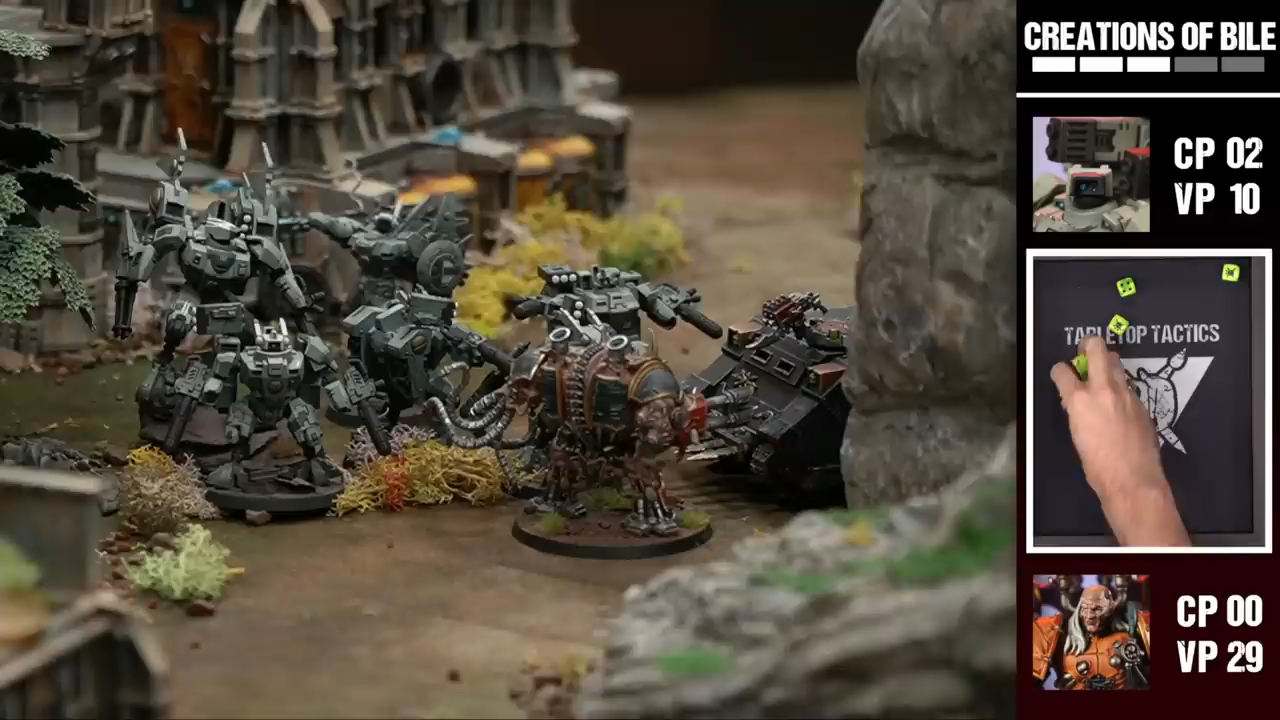 CREATIONS OF BILE
CP 02
VP 10
TABLETOP TACTICS
CP 00
VP 29